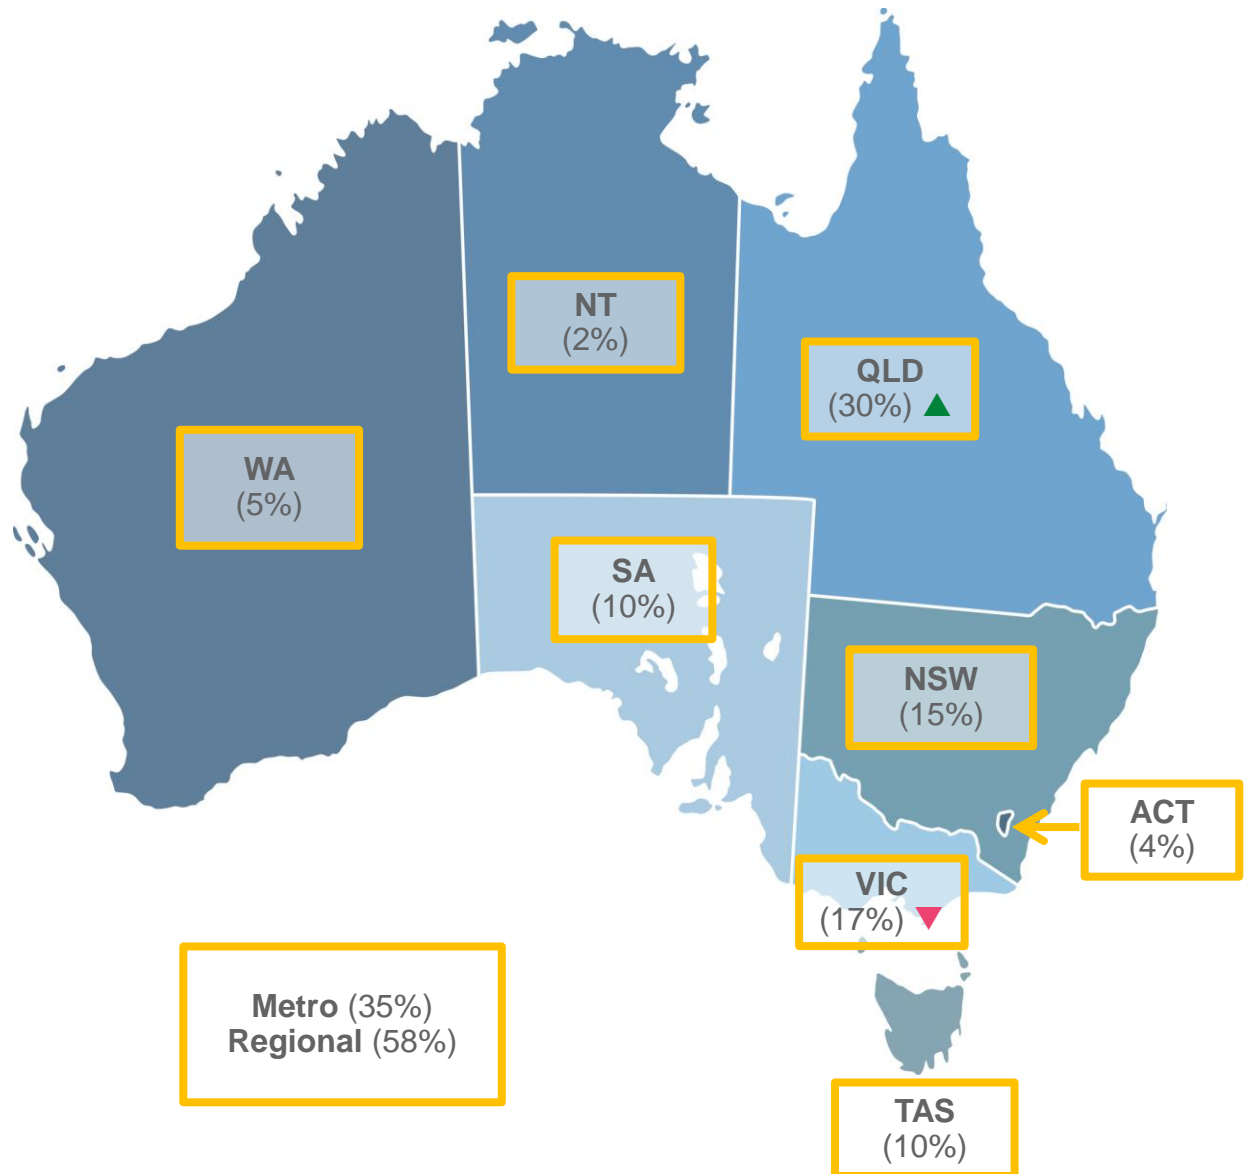 NT
(2%)
QLD
(30%)
WA
(5%)
SA
(10%)
NSW
(15%)
ACT
(4%)
VIC
(17%)
Metro (35%)
Regional (58%)
TAS
(10%)